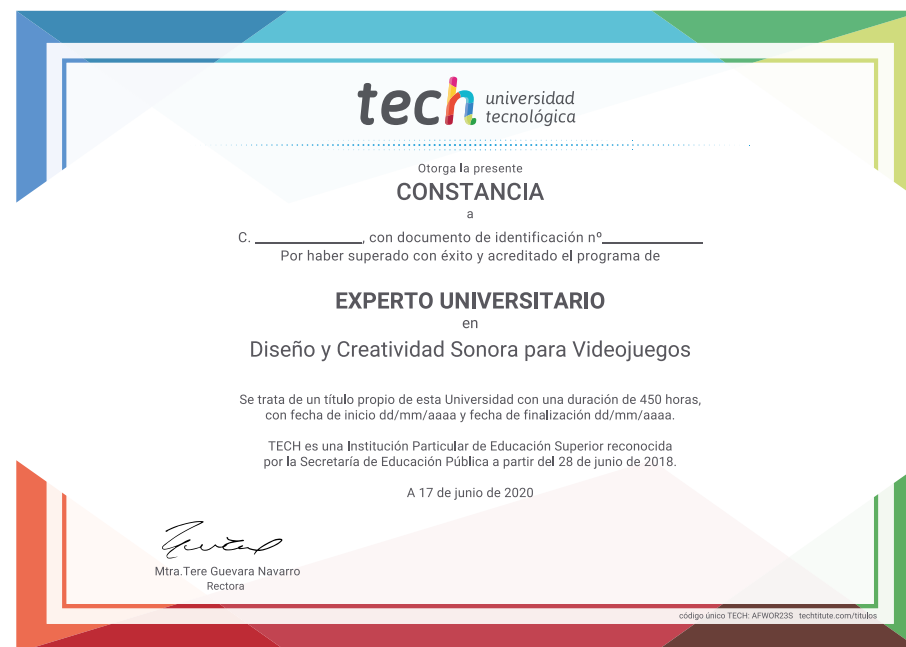 tech universidad
tecnológica
Otorga la presente
CONSTANCIA
a
C. ______________, con documento de identificación nº_____________
Por haber superado con éxito y acreditado el programa de
EXPERTO UNIVERSITARIO
en
Diseño y Creatividad Sonora para Videojuegos
Se trata de un título propio de esta Universidad con una duración de 450 horas,
con fecha de inicio dd/mm/aaaa y fecha de finalización dd/mm/aaaa.
TECH es una Institución Particular de Educación Superior reconocida
por la Secretaría de Educación Pública a partir del 28 de junio de 2018.
A 17 de junio de 2020
Mtra.Tere Guevara Navarro
Rectora
código único TECH: AFWOR23S techtitute.com/titulos